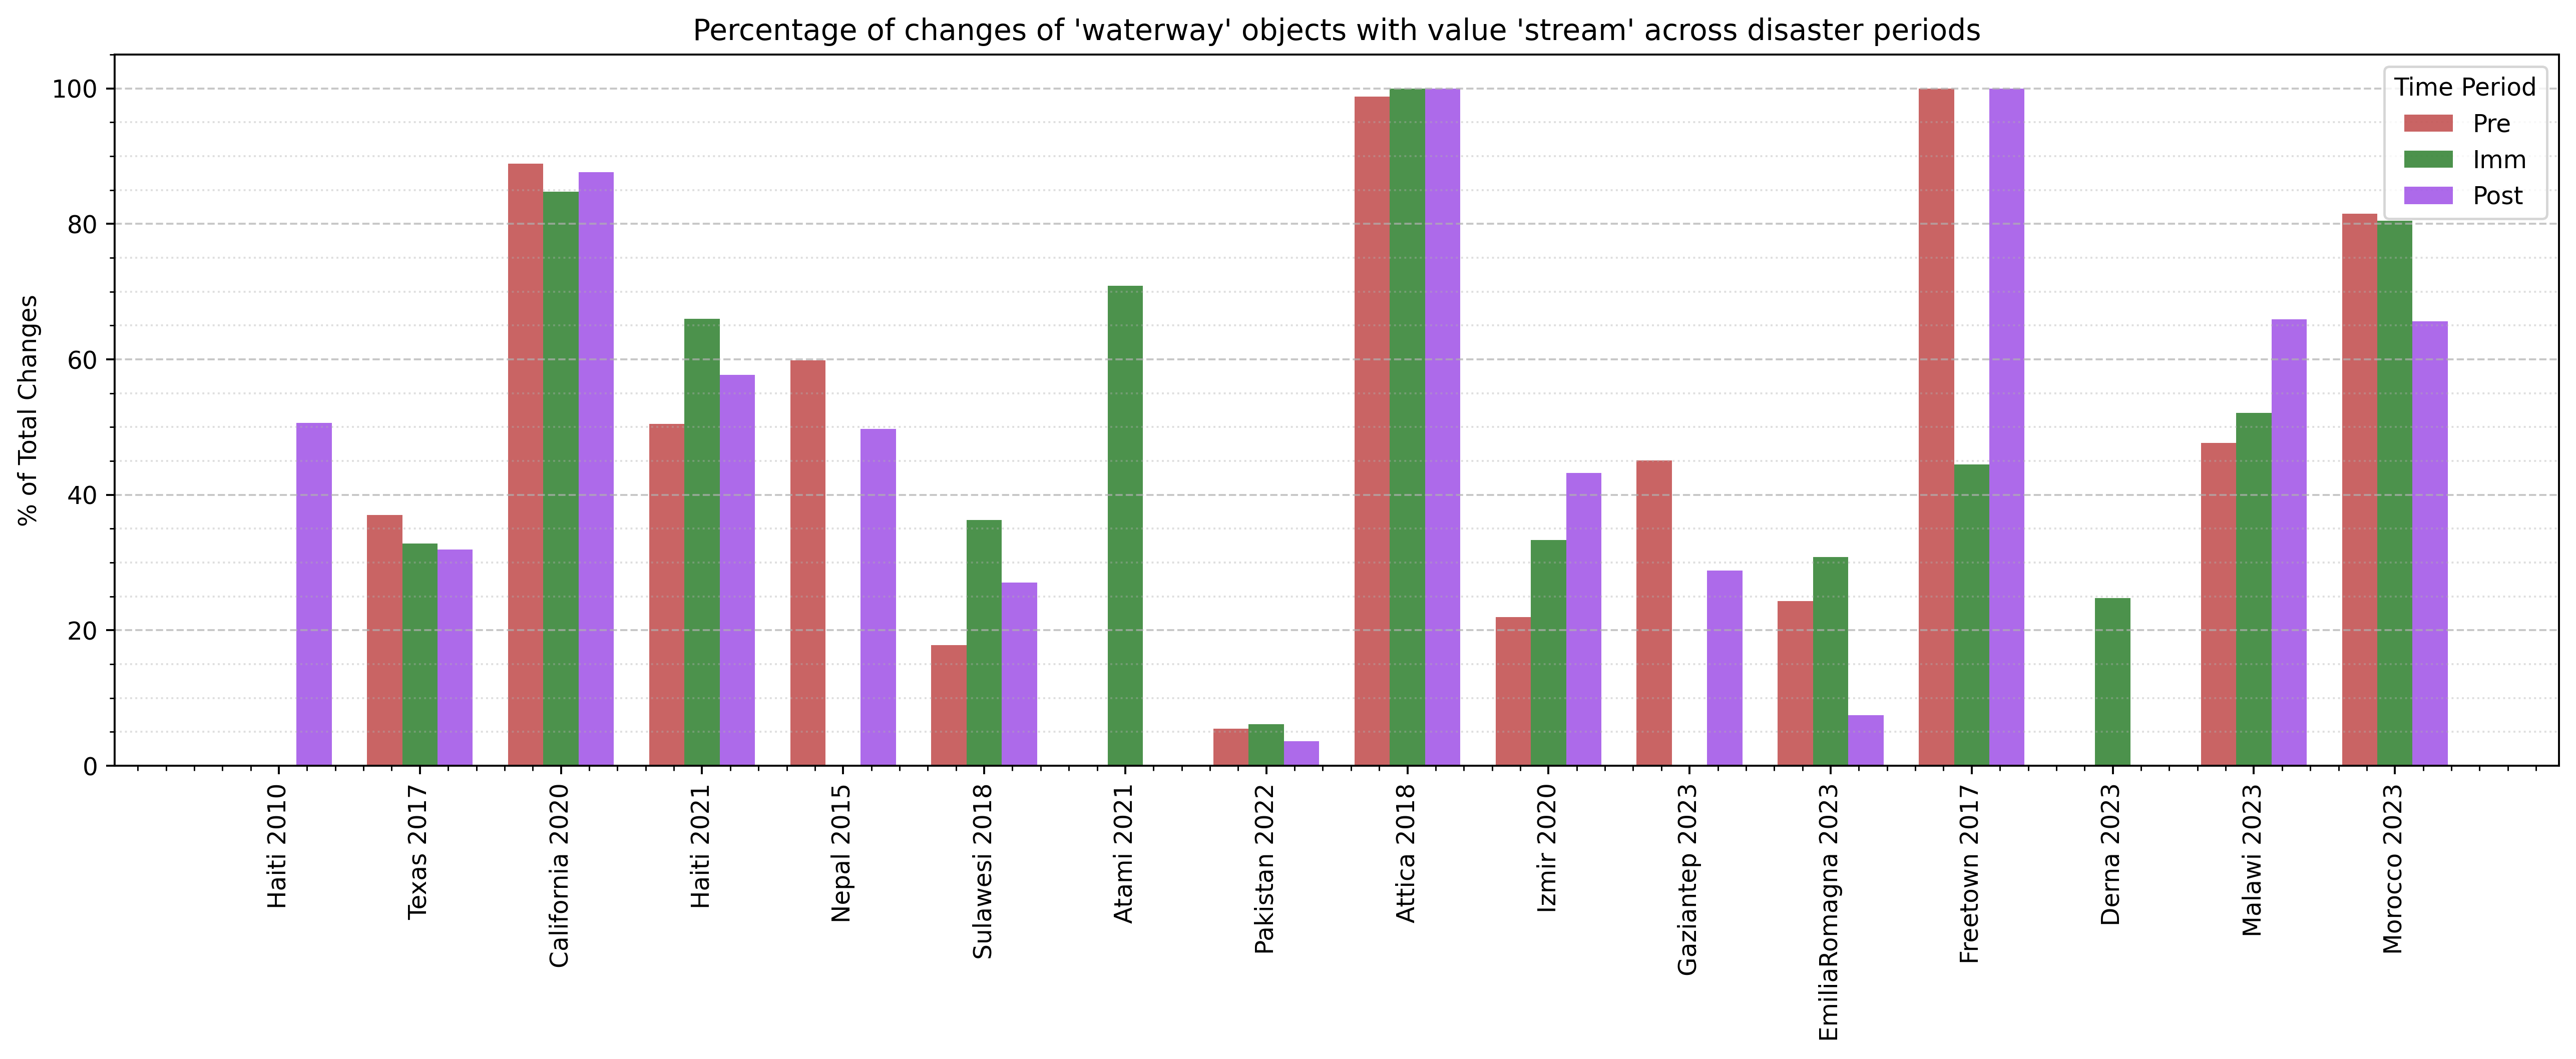 Percentage of changes of 'waterway' objects with value 'stream' across disaster periods
% of Total Changes
100
80
60
40
20
0
Time Period
Pre
Imm
Post
Haiti 2010
Texas 2017
California 2020
Haiti 2021
Nepal 2015
Sulawesi 2018
Atami 2021
Pakistan 2022
Attica 2018
Izmir 2020
Gaziantep 2023
EmiliaRomagna 2023
Freetown 2017
Derna 2023
Malawi 2023
Morocco 2023